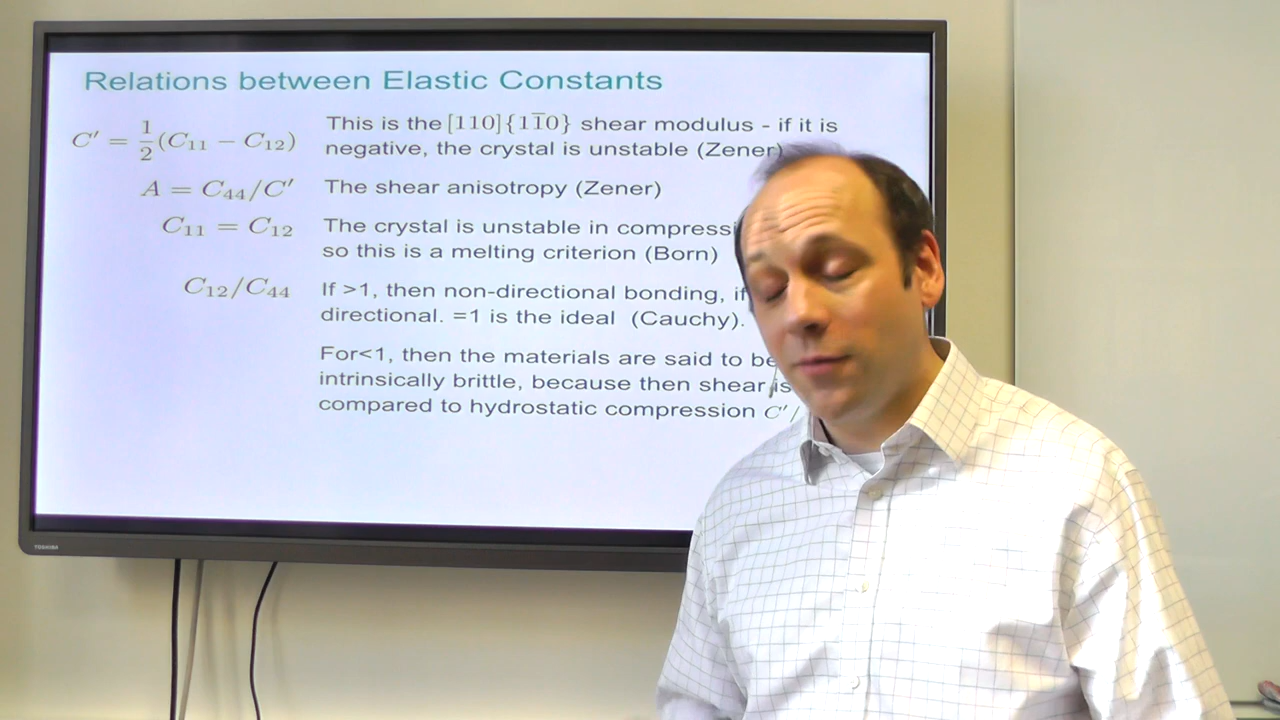 Relations between Elastic Constants
C′ = 1/2 (C₁₁ − C₁₂) This is the [110]{11̅0} shear modulus - if it is
negative, the crystal is unstable (Zener)
A = C₄₄/C′ The shear anisotropy (Zener)
C₁₁ = C₁₂ The crystal is unstable in compressi
so this is a melting criterion (Born)
C₁₂/C₄₄ If >1, then non-directional bonding, if
directional. =1 is the ideal (Cauchy).
For<1, then the materials are said to be
intrinsically brittle, because then shear is
compared to hydrostatic compression C′/
TOSHIBA